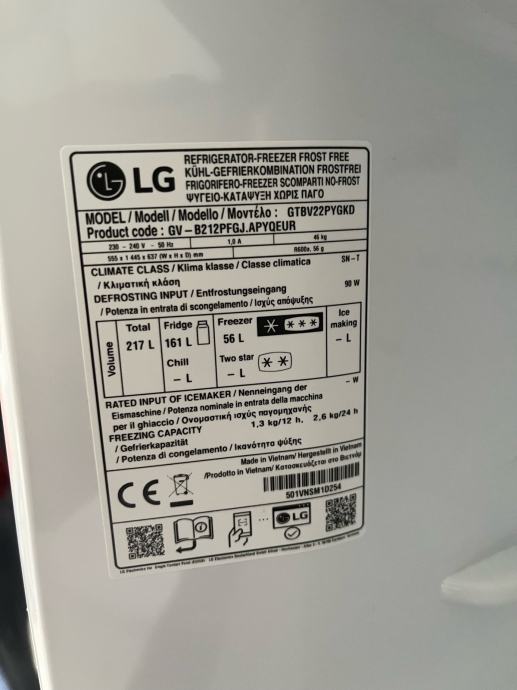 LG
REFRIGERATOR-FREEZER FROST FREE
KÜHL-GEFRIERKOMBINATION FROSTFREI
FRIGORIFERO-FREEZER SCOMPARTI NO-FROST
ΨΥΓΕΙΟ-ΚΑΤΑΨΥΞΗ ΧΩΡΙΣ ΠΑΓΟ
MODEL / Modell / Modello / Μοντέλο : GTBV22PYGKD
Product code : GV-B212PFGJ.APYQEUR
230 - 240 V ~ 50 Hz 1,0 A 45 kg
555 x 1 445 x 637 (W x H x D) mm R600a, 56 g
CLIMATE CLASS / Klima klasse / Classe climatica SN-T
/ Κλιματική κλάση
DEFROSTING INPUT / Entfrostungseingang 90 W
/ Potenza in entrata di scongelamento / Ισχύς απόψυξης
Volume
Total 217 L
Fridge 161 L
Chill - L
Freezer 56 L
Two star - L
Ice making - L
RATED INPUT OF ICEMAKER / Nenneingang der - W
Eismaschine / Potenza nominale in entrata della macchina
per il ghiaccio / Ονομαστική ισχύς παγομηχανής
FREEZING CAPACITY 1,3 kg/12 h, 2,6 kg/24 h
/ Gefrierkapazität
/ Potenza di congelamento / Ικανότητα ψύξης
Made in Vietnam/ Hergestellt in Vietnam
/Prodotto in Vietnam/ Κατασκευάζεται στο Βιετνάμ
CE
501VNSM1D254
LG